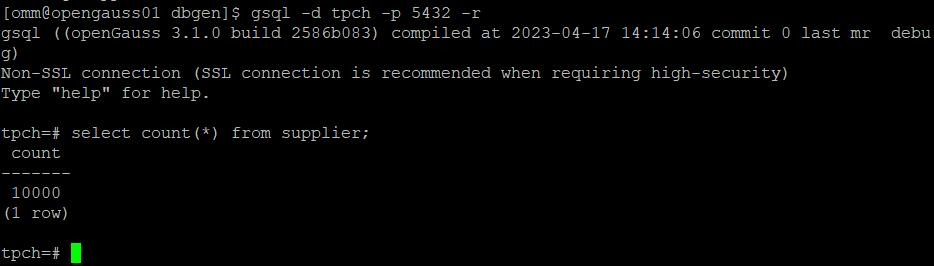 [omm@opengauss01 dbgen]$ gsql -d tpch -p 5432 -r
gsql ((openGauss 3.1.0 build 2586b083) compiled at 2023-04-17 14:14:06 commit 0 last mr  debu
g)
Non-SSL connection (SSL connection is recommended when requiring high-security)
Type "help" for help.

tpch=# select count(*) from supplier;
 count
-------
 10000
(1 row)

tpch=#